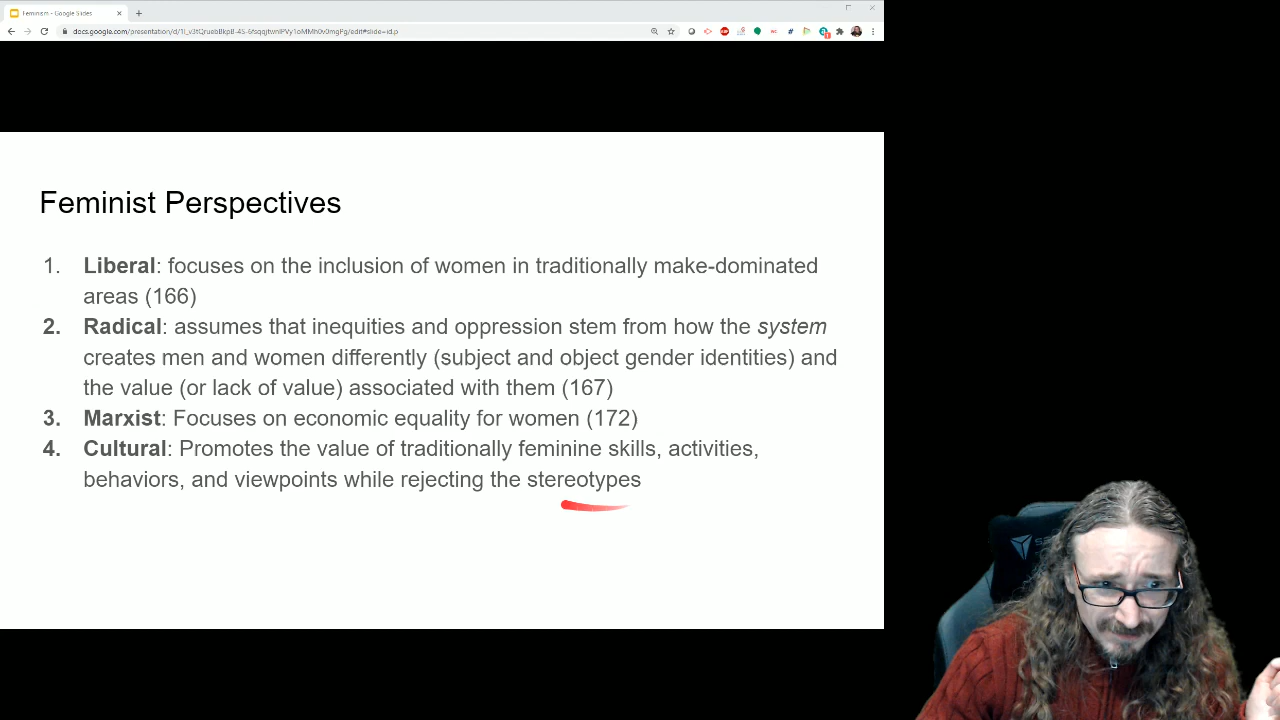 Feminism - Google Slides
Feminist Perspectives
1. Liberal: focuses on the inclusion of women in traditionally make-dominated
areas (166)
2. Radical: assumes that inequities and oppression stem from how the system
creates men and women differently (subject and object gender identities) and
the value (or lack of value) associated with them (167)
3. Marxist: Focuses on economic equality for women (172)
4. Cultural: Promotes the value of traditionally feminine skills, activities,
behaviors, and viewpoints while rejecting the stereotypes